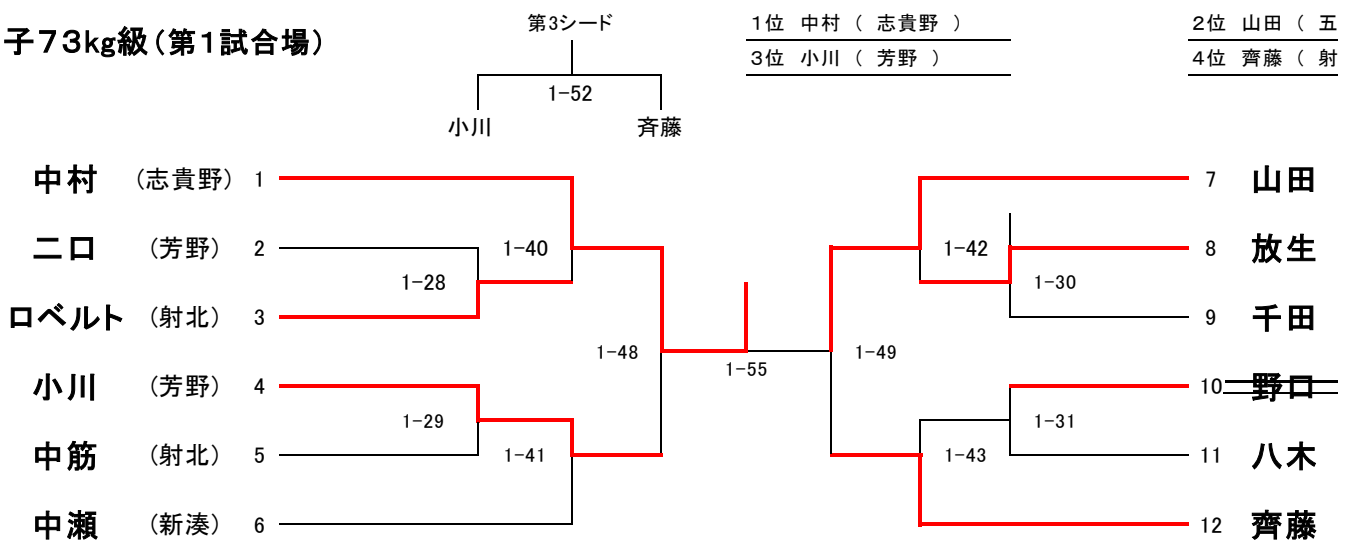 子73kg級(第1試合場)
第3シード
1-52
小川 斉藤
1位 中村 ( 志貴野 )
2位 山田 ( 五
3位 小川 ( 芳野 )
4位 齊藤 ( 射
中村 (志貴野) 1
二口 (芳野) 2
ロベルト (射北) 3
小川 (芳野) 4
中筋 (射北) 5
中瀬 (新湊) 6
1-28
1-29
1-40
1-41
1-48
1-55
1-49
1-42
1-43
1-30
1-31
7 山田
8 放生
9 千田
10 野口
11 八木
12 齊藤